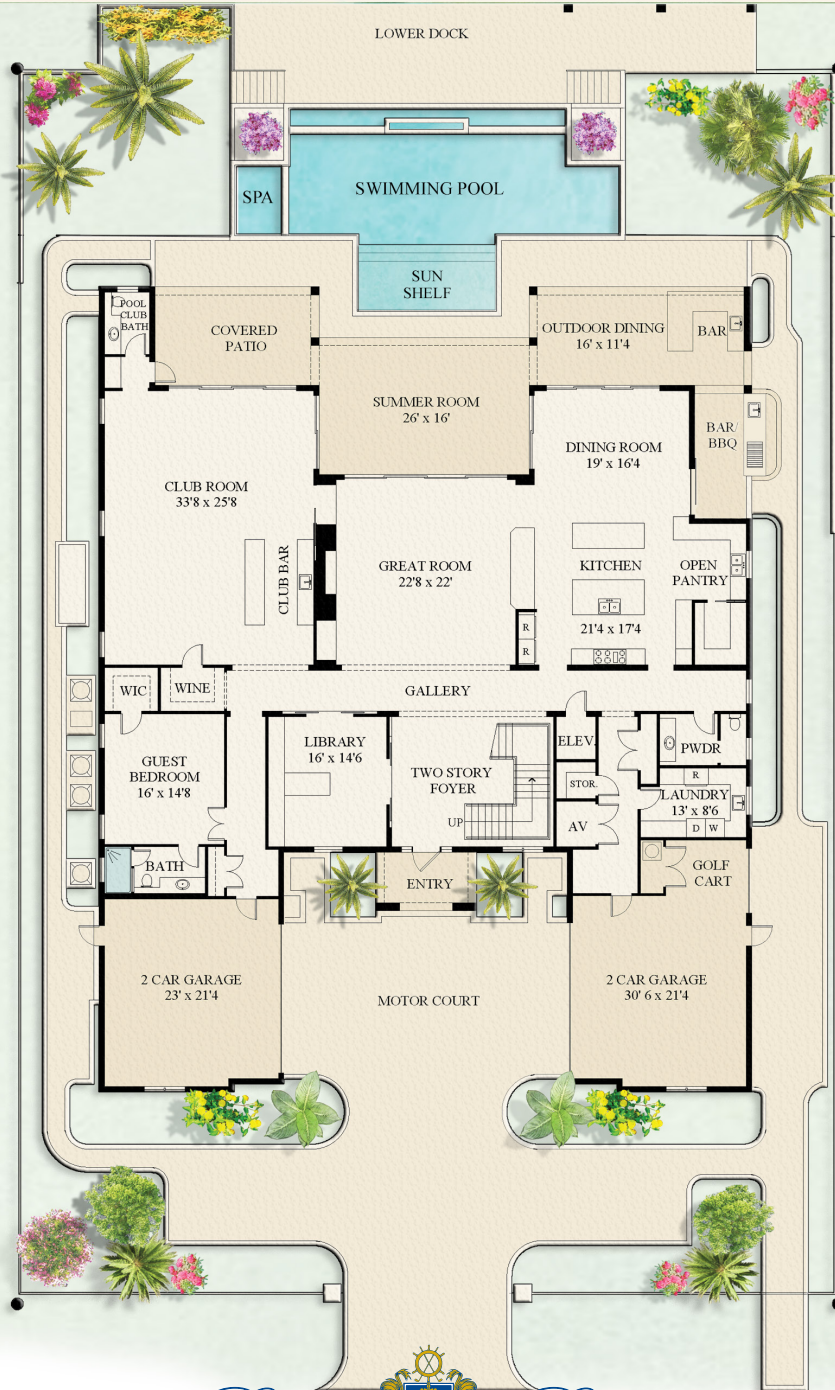 LOWER DOCK
SPA
SWIMMING POOL
SUN
SHELF
POOL
CLUB
BATH
COVERED
PATIO
OUTDOOR DINING
16' x 11'4
BAR
SUMMER ROOM
26' x 16'
BAR/
BBQ
DINING ROOM
19' x 16'4
CLUB ROOM
33'8 x 25'8
CLUB BAR
GREAT ROOM
22'8 x 22'
KITCHEN
21'4 x 17'4
OPEN
PANTRY
R
R
WIC
WINE
GALLERY
GUEST
BEDROOM
16' x 14'8
LIBRARY
16' x 14'6
TWO STORY
FOYER
UP
ELEV.
STOR.
AV
PWDR
R
LAUNDRY
13' x 8'6
D
W
BATH
ENTRY
GOLF
CART
2 CAR GARAGE
23' x 21'4
MOTOR COURT
2 CAR GARAGE
30' 6 x 21'4